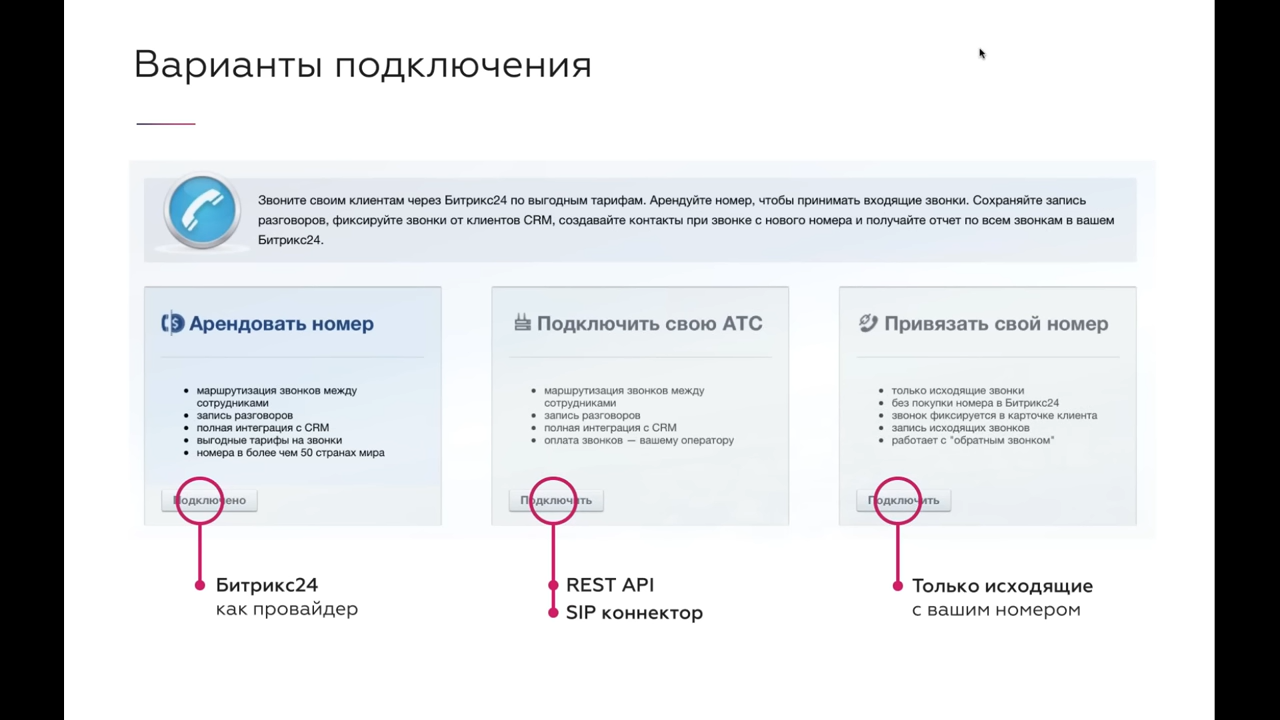 Варианты подключения
Звоните своим клиентам через Битрикс24 по выгодным тарифам. Арендуйте номер, чтобы принимать входящие звонки. Сохраняйте запись
разговоров, фиксируйте звонки от клиентов CRM, создавайте контакты при звонке с нового номера и получайте отчет по всем звонкам в вашем
Битрикс24.
Арендовать номер
маршрутизация звонков между
сотрудниками
запись разговоров
полная интеграция с CRM
выгодные тарифы на звонки
номера в более чем 50 странах мира
Подключено
Битрикс24
как провайдер
Подключить свою АТС
маршрутизация звонков между
сотрудниками
запись разговоров
полная интеграция с CRM
оплата звонков — вашему оператору
Подключить
REST API
SIP коннектор
Привязать свой номер
только исходящие звонки
без покупки номера в Битрикс24
звонок фиксируется в карточке клиента
запись исходящих звонков
работает с "обратным звонком"
Подключить
Только исходящие
с вашим номером